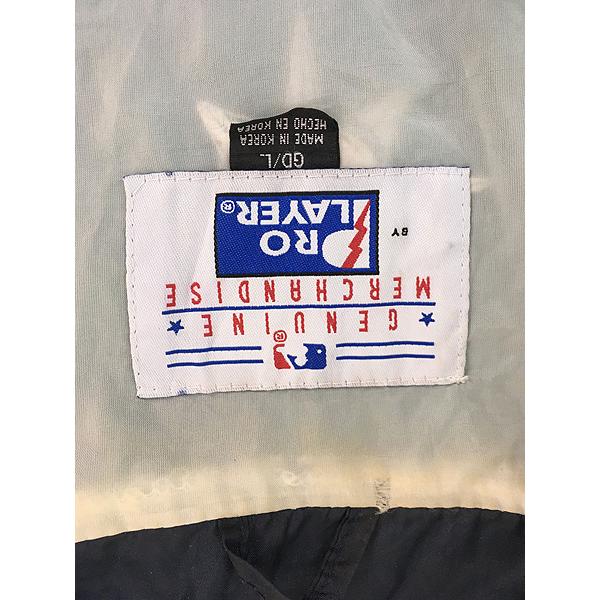 GENUINE ®
MERCHANDISE
BY
PRO
PLAYER®
GD/L
MADE IN KOREA
HECHO EN KOREA